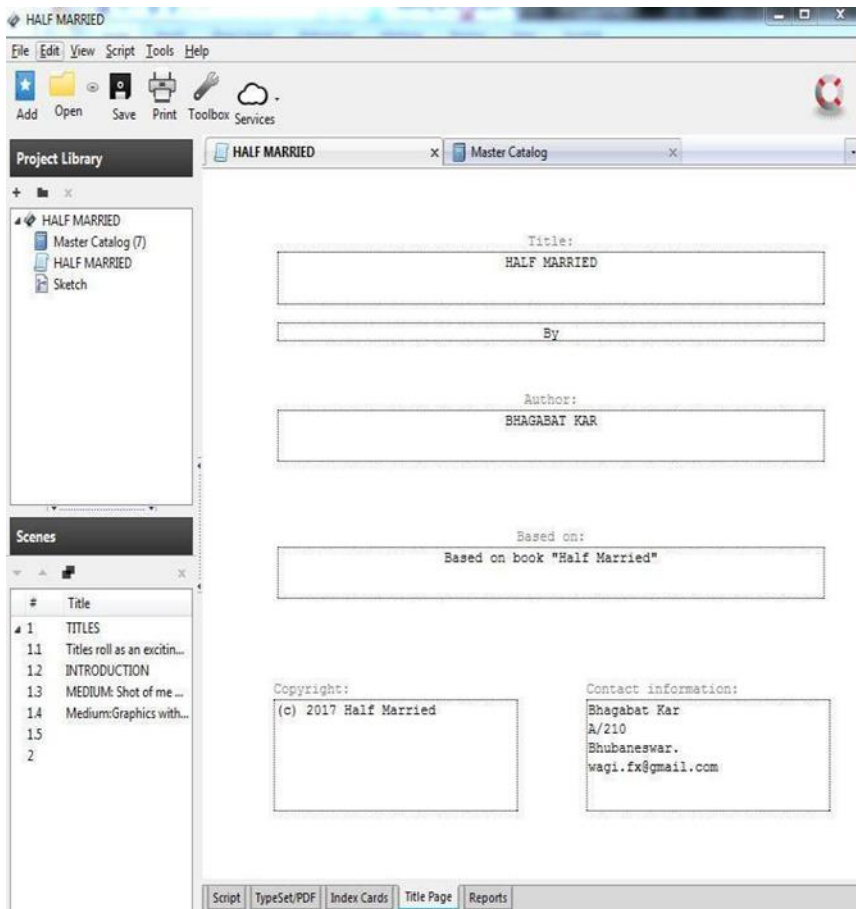 HALF MARRIED
File Edit View Script Tools Help
Add Open Save Print Toolbox Services
Project Library
HALF MARRIED
Master Catalog (7)
HALF MARRIED
Sketch
Scenes
# Title
1 TITLES
1.1 Titles roll as an excitin...
1.2 INTRODUCTION
1.3 MEDIUM: Shot of me ...
1.4 Medium:Graphics with...
1.5
2
HALF MARRIED x Master Catalog x
Title:
HALF MARRIED
By
Author:
BHAGABAT KAR
Based on:
Based on book "Half Married"
Copyright:
(c) 2017 Half Married
Contact information:
Bhagabat Kar
A/210
Bhubaneswar.
wagi.fx@gmail.com
Script TypeSet/PDF Index Cards Title Page Reports